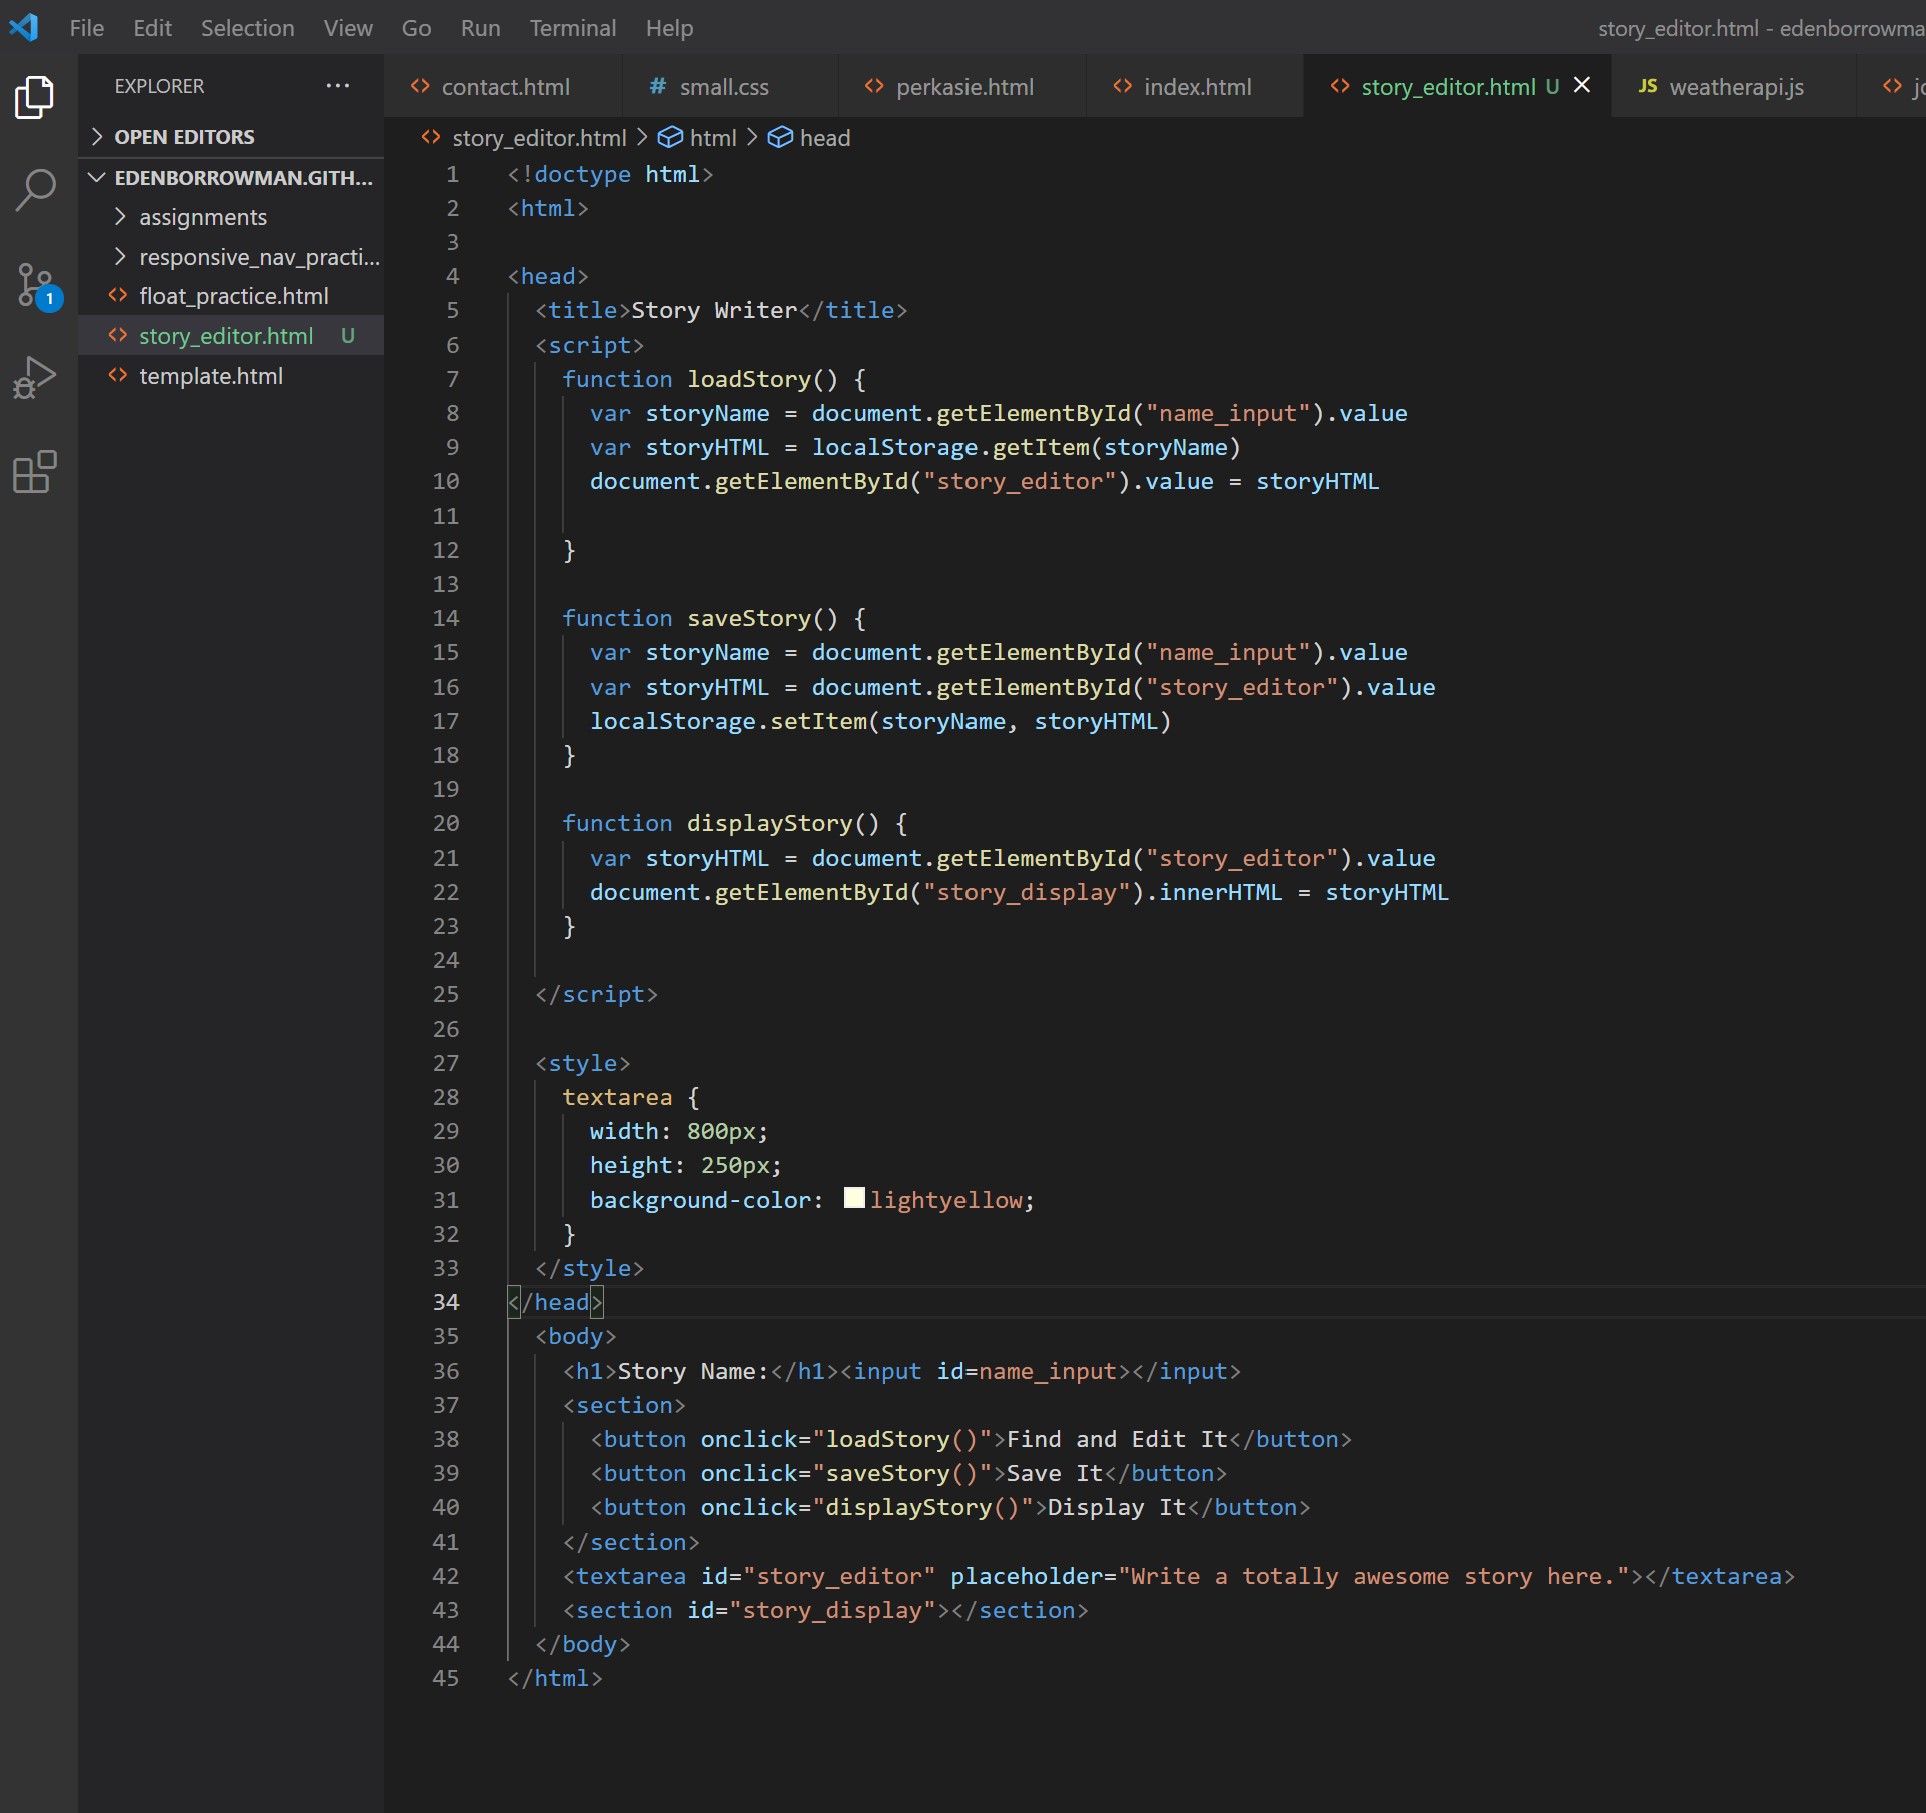 File Edit Selection View Go Run Terminal Help story_editor.html - edenborrowma
EXPLORER ···
OPEN EDITORS
EDENBORROWMAN.GITH...
assignments
responsive_nav_practi...
float_practice.html
story_editor.html U
template.html
1
contact.html # small.css perkasie.html index.html story_editor.html U JS weatherapi.js
story_editor.html > html > head
1 <!doctype html>
2 <html>
3
4 <head>
5 <title>Story Writer</title>
6 <script>
7 function loadStory() {
8 var storyName = document.getElementById("name_input").value
9 var storyHTML = localStorage.getItem(storyName)
10 document.getElementById("story_editor").value = storyHTML
11
12 }
13
14 function saveStory() {
15 var storyName = document.getElementById("name_input").value
16 var storyHTML = document.getElementById("story_editor").value
17 localStorage.setItem(storyName, storyHTML)
18 }
19
20 function displayStory() {
21 var storyHTML = document.getElementById("story_editor").value
22 document.getElementById("story_display").innerHTML = storyHTML
23 }
24
25 </script>
26
27 <style>
28 textarea {
29 width: 800px;
30 height: 250px;
31 background-color: lightyellow;
32 }
33 </style>
34 </head>
35 <body>
36 <h1>Story Name:</h1><input id=name_input></input>
37 <section>
38 <button onclick="loadStory()">Find and Edit It</button>
39 <button onclick="saveStory()">Save It</button>
40 <button onclick="displayStory()">Display It</button>
41 </section>
42 <textarea id="story_editor" placeholder="Write a totally awesome story here."></textarea>
43 <section id="story_display"></section>
44 </body>
45 </html>